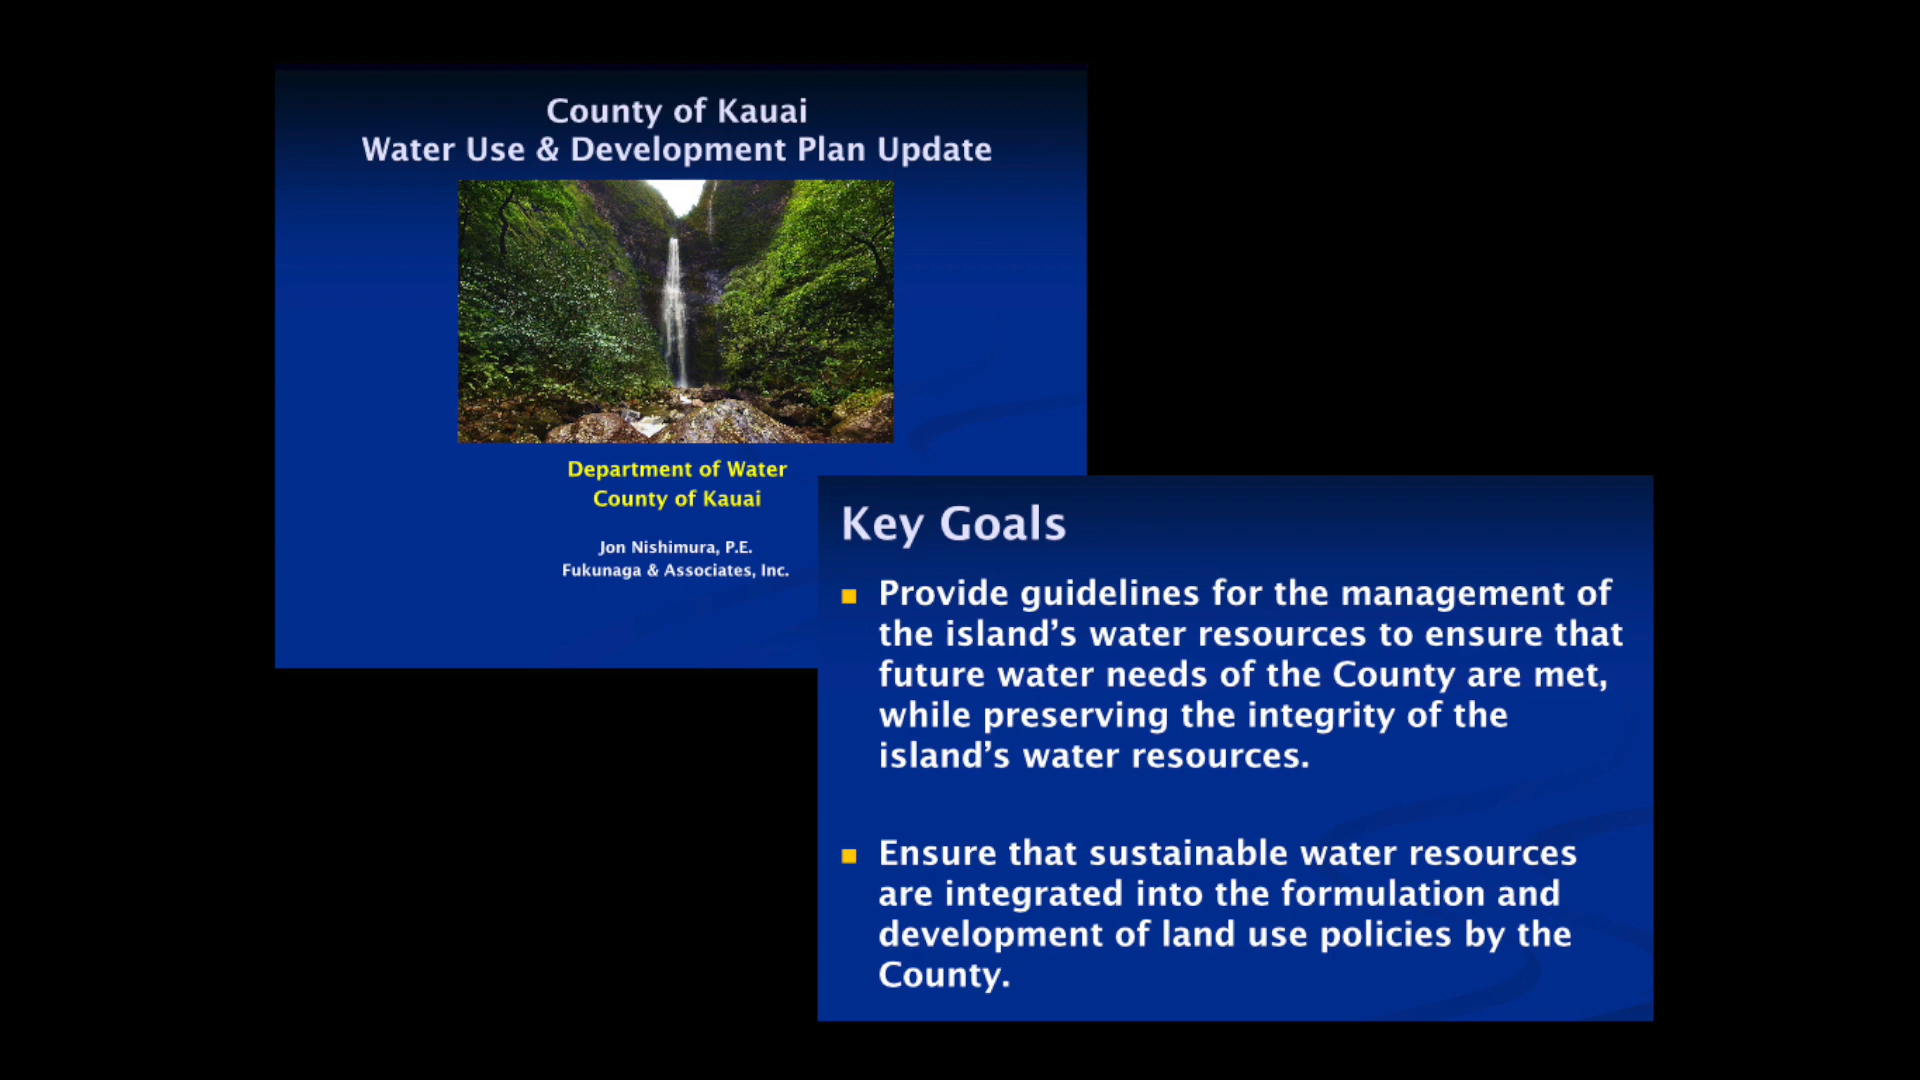 County of Kauai
Water Use & Development Plan Update
Department of Water
County of Kauai
Jon Nishimura, P.E.
Fukunaga & Associates, Inc.
Key Goals
Provide guidelines for the management of
the island’s water resources to ensure that
future water needs of the County are met,
while preserving the integrity of the
island’s water resources.
Ensure that sustainable water resources
are integrated into the formulation and
development of land use policies by the
County.